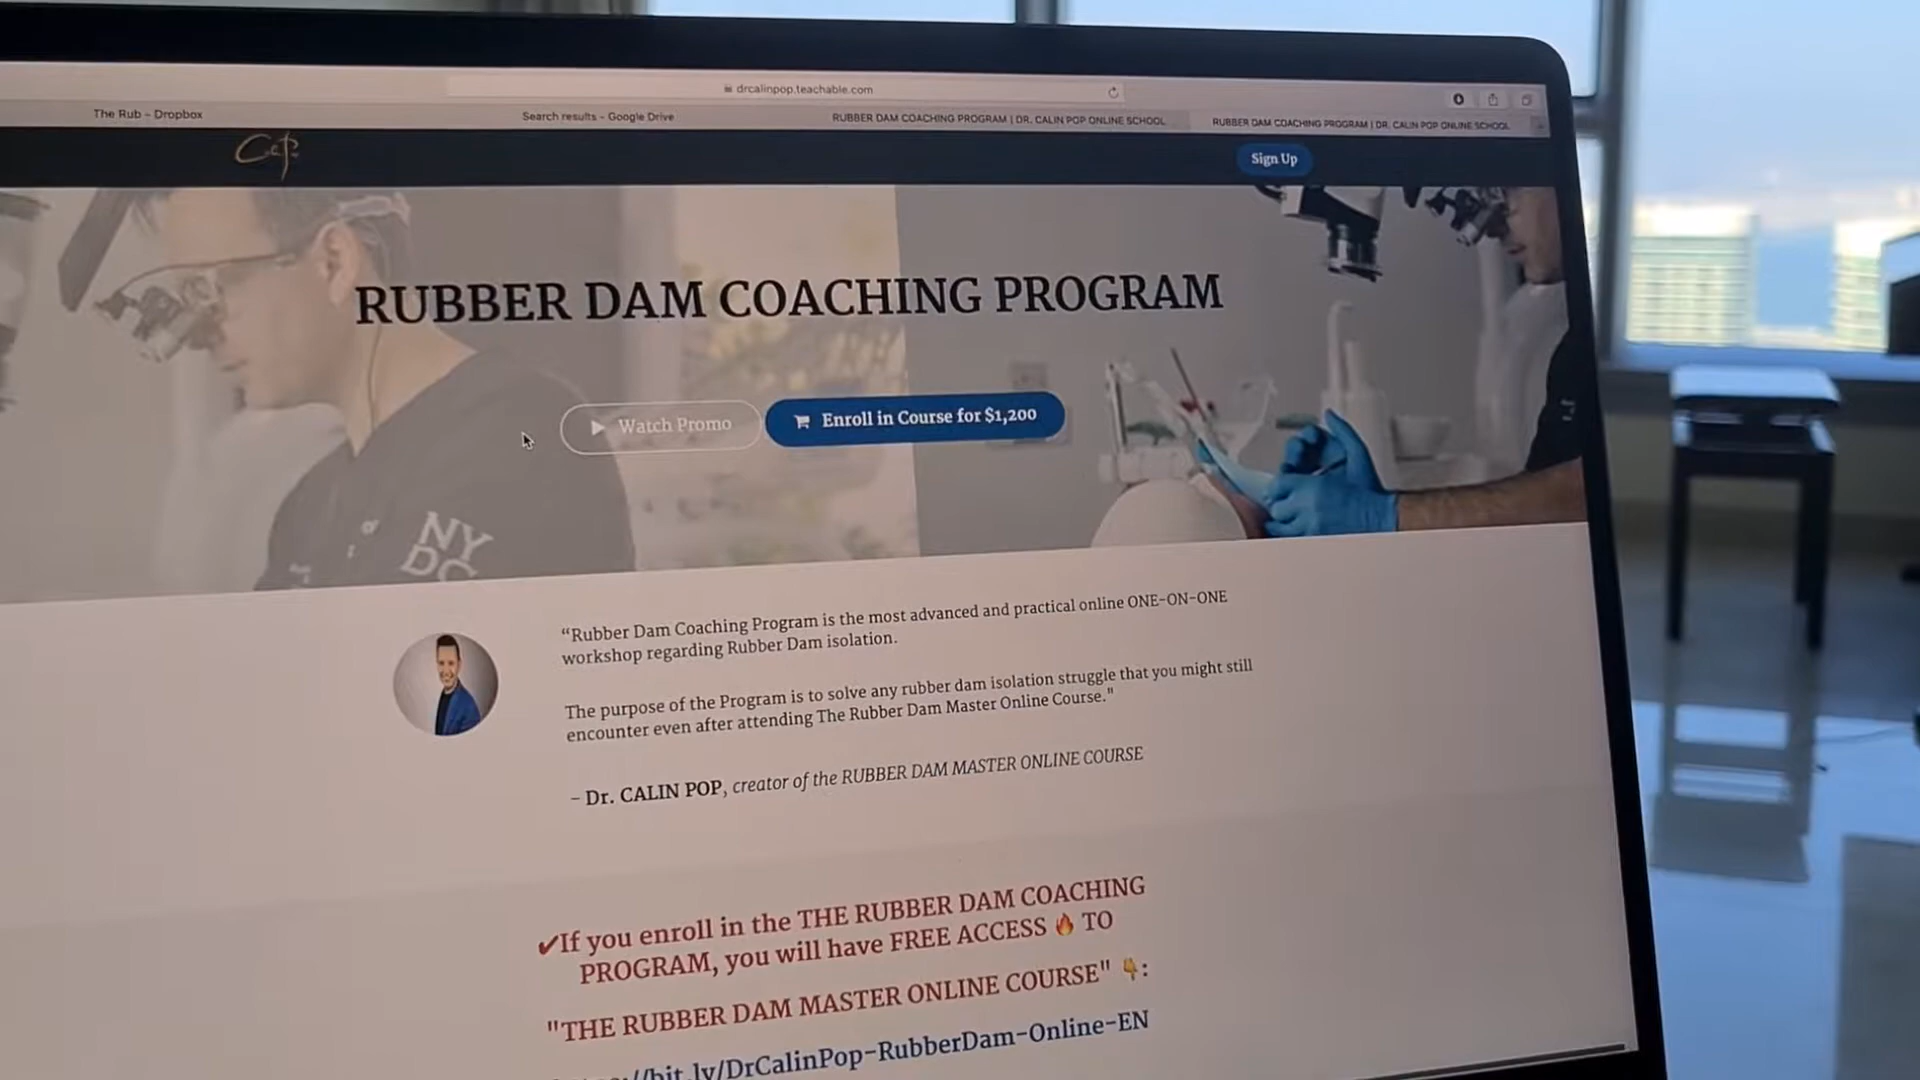 drcalinpop.teachable.com
The Rub – Dropbox
Search results – Google Drive
RUBBER DAM COACHING PROGRAM | DR. CALIN POP ONLINE SCHOOL
RUBBER DAM COACHING PROGRAM | DR. CALIN POP ONLINE SCHOOL
Sign Up
RUBBER DAM COACHING PROGRAM
Watch Promo
Enroll in Course for $1,200
NY
DC
“Rubber Dam Coaching Program is the most advanced and practical online ONE-ON-ONE
workshop regarding Rubber Dam isolation.
The purpose of the Program is to solve any rubber dam isolation struggle that you might still
encounter even after attending The Rubber Dam Master Online Course."
– Dr. CALIN POP, creator of the RUBBER DAM MASTER ONLINE COURSE
✔If you enroll in the THE RUBBER DAM COACHING
PROGRAM, you will have FREE ACCESS 🔥 TO
"THE RUBBER DAM MASTER ONLINE COURSE" 👇:
//bit.ly/DrCalinPop-RubberDam-Online-EN